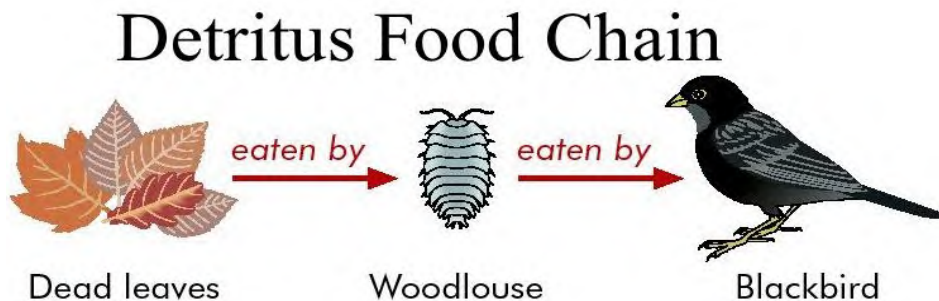 Detritus Food Chain
eaten by
eaten by
Dead leaves
Woodlouse
Blackbird